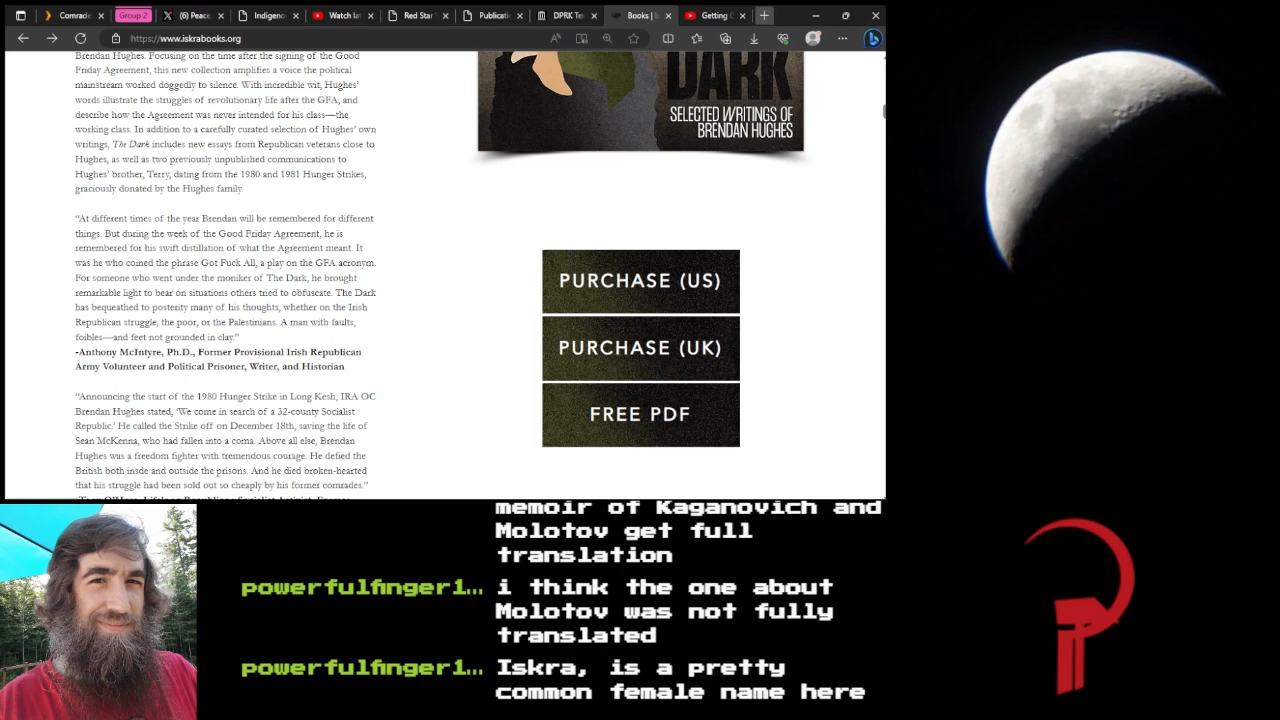 Comrade
Group 2
(6) Peace
Indigeno
Watch lat
Red Star
Publicati
DPRK Te
Books | I
Getting C
https://www.iskrabooks.org
Brendan Hughes. Focusing on the time after the signing of the Good
Friday Agreement, this new collection amplifies a voice the political
mainstream worked doggedly to silence. With incredible wit, Hughes'
words illustrate the struggles of revolutionary life after the GFA, and
describe how the Agreement was never intended for his class—the
working class. In addition to a carefully curated selection of Hughes' own
writings, The Dark includes new essays from Republican veterans close to
Hughes, as well as two previously unpublished communications to
Hughes' brother, Terry, dating from the 1980 and 1981 Hunger Strikes,
graciously donated by the Hughes family.
"At different times of the year Brendan will be remembered for different
things. But during the week of the Good Friday Agreement, he is
remembered for his swift distillation of what the Agreement meant. It
was he who coined the phrase Got Fuck All, a play on the GFA acronym.
For someone who went under the moniker of The Dark, he brought
remarkable light to bear on situations others tried to obfuscate. The Dark
has bequeathed to posterity many of his thoughts, whether on the Irish
Republican struggle, the poor, or the Palestinians. A man with faults,
foibles—and feet not grounded in clay."
-Anthony McIntyre, Ph.D., Former Provisional Irish Republican
Army Volunteer and Political Prisoner, Writer, and Historian
"Announcing the start of the 1980 Hunger Strike in Long Kesh, IRA OC
Brendan Hughes stated, 'We come in search of a 32-county Socialist
Republic.' He called the Strike off on December 18th, saving the life of
Sean McKenna, who had fallen into a coma. Above all else, Brendan
Hughes was a freedom fighter with tremendous courage. He defied the
British both insde and outside the prisons. And he died broken-hearted
that his struggle had been sold out so cheaply by his former comrades."
DARK
SELECTED WRITINGS OF
BRENDAN HUGHES
PURCHASE (US)
PURCHASE (UK)
FREE PDF
memoir of Kaganovich and
Molotov get full
translation
powerfulfinger1... i think the one about
Molotov was not fully
translated
powerfulfinger1... Iskra, is a pretty
common female name here